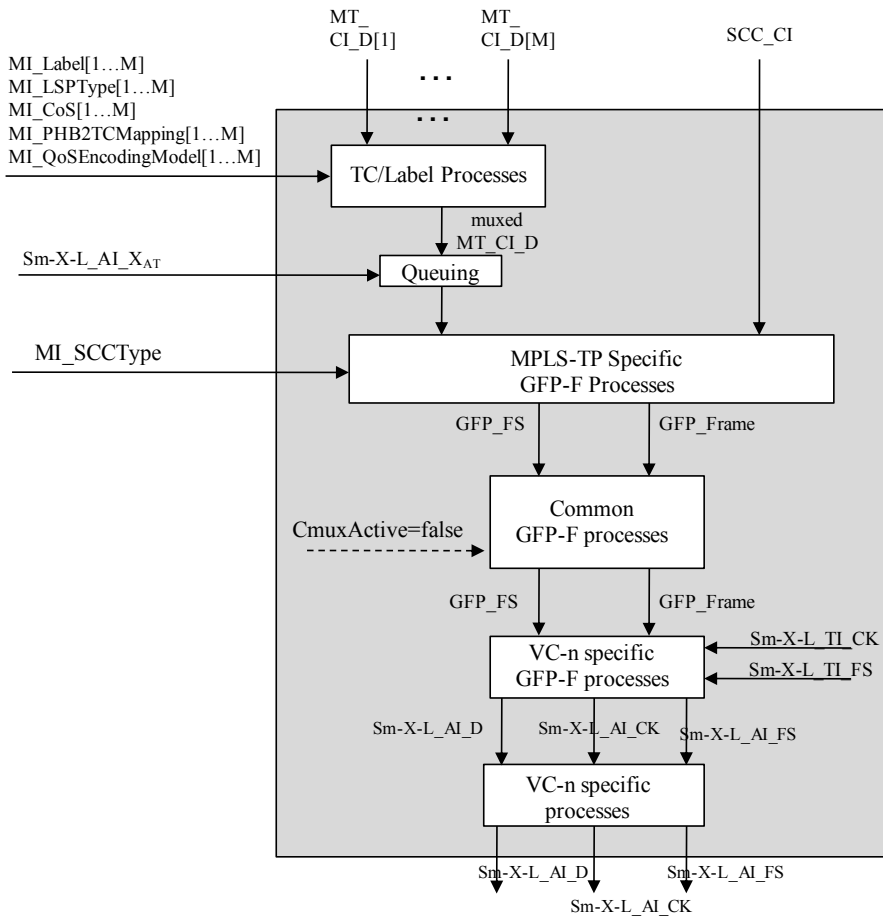 MT_
CI_D[1]
MT_
CI_D[M]
SCC_CI
...
MI_Label[1…M]
MI_LSPType[1…M]
MI_CoS[1…M]
MI_PHB2TCMapping[1…M]
MI_QoSEncodingModel[1…M]
...
TC/Label Processes
muxed
MT_CI_D
Sm-X-L_AI_XAT
Queuing
MI_SCCType
MPLS-TP Specific
GFP-F Processes
GFP_FS
GFP_Frame
Common
GFP-F processes
CmuxActive=false
GFP_FS
GFP_Frame
VC-n specific
GFP-F processes
Sm-X-L_TI_CK
Sm-X-L_TI_FS
Sm-X-L_AI_D
Sm-X-L_AI_CK
Sm-X-L_AI_FS
VC-n specific
processes
Sm-X-L_AI_D
Sm-X-L_AI_FS
Sm-X-L_AI_CK